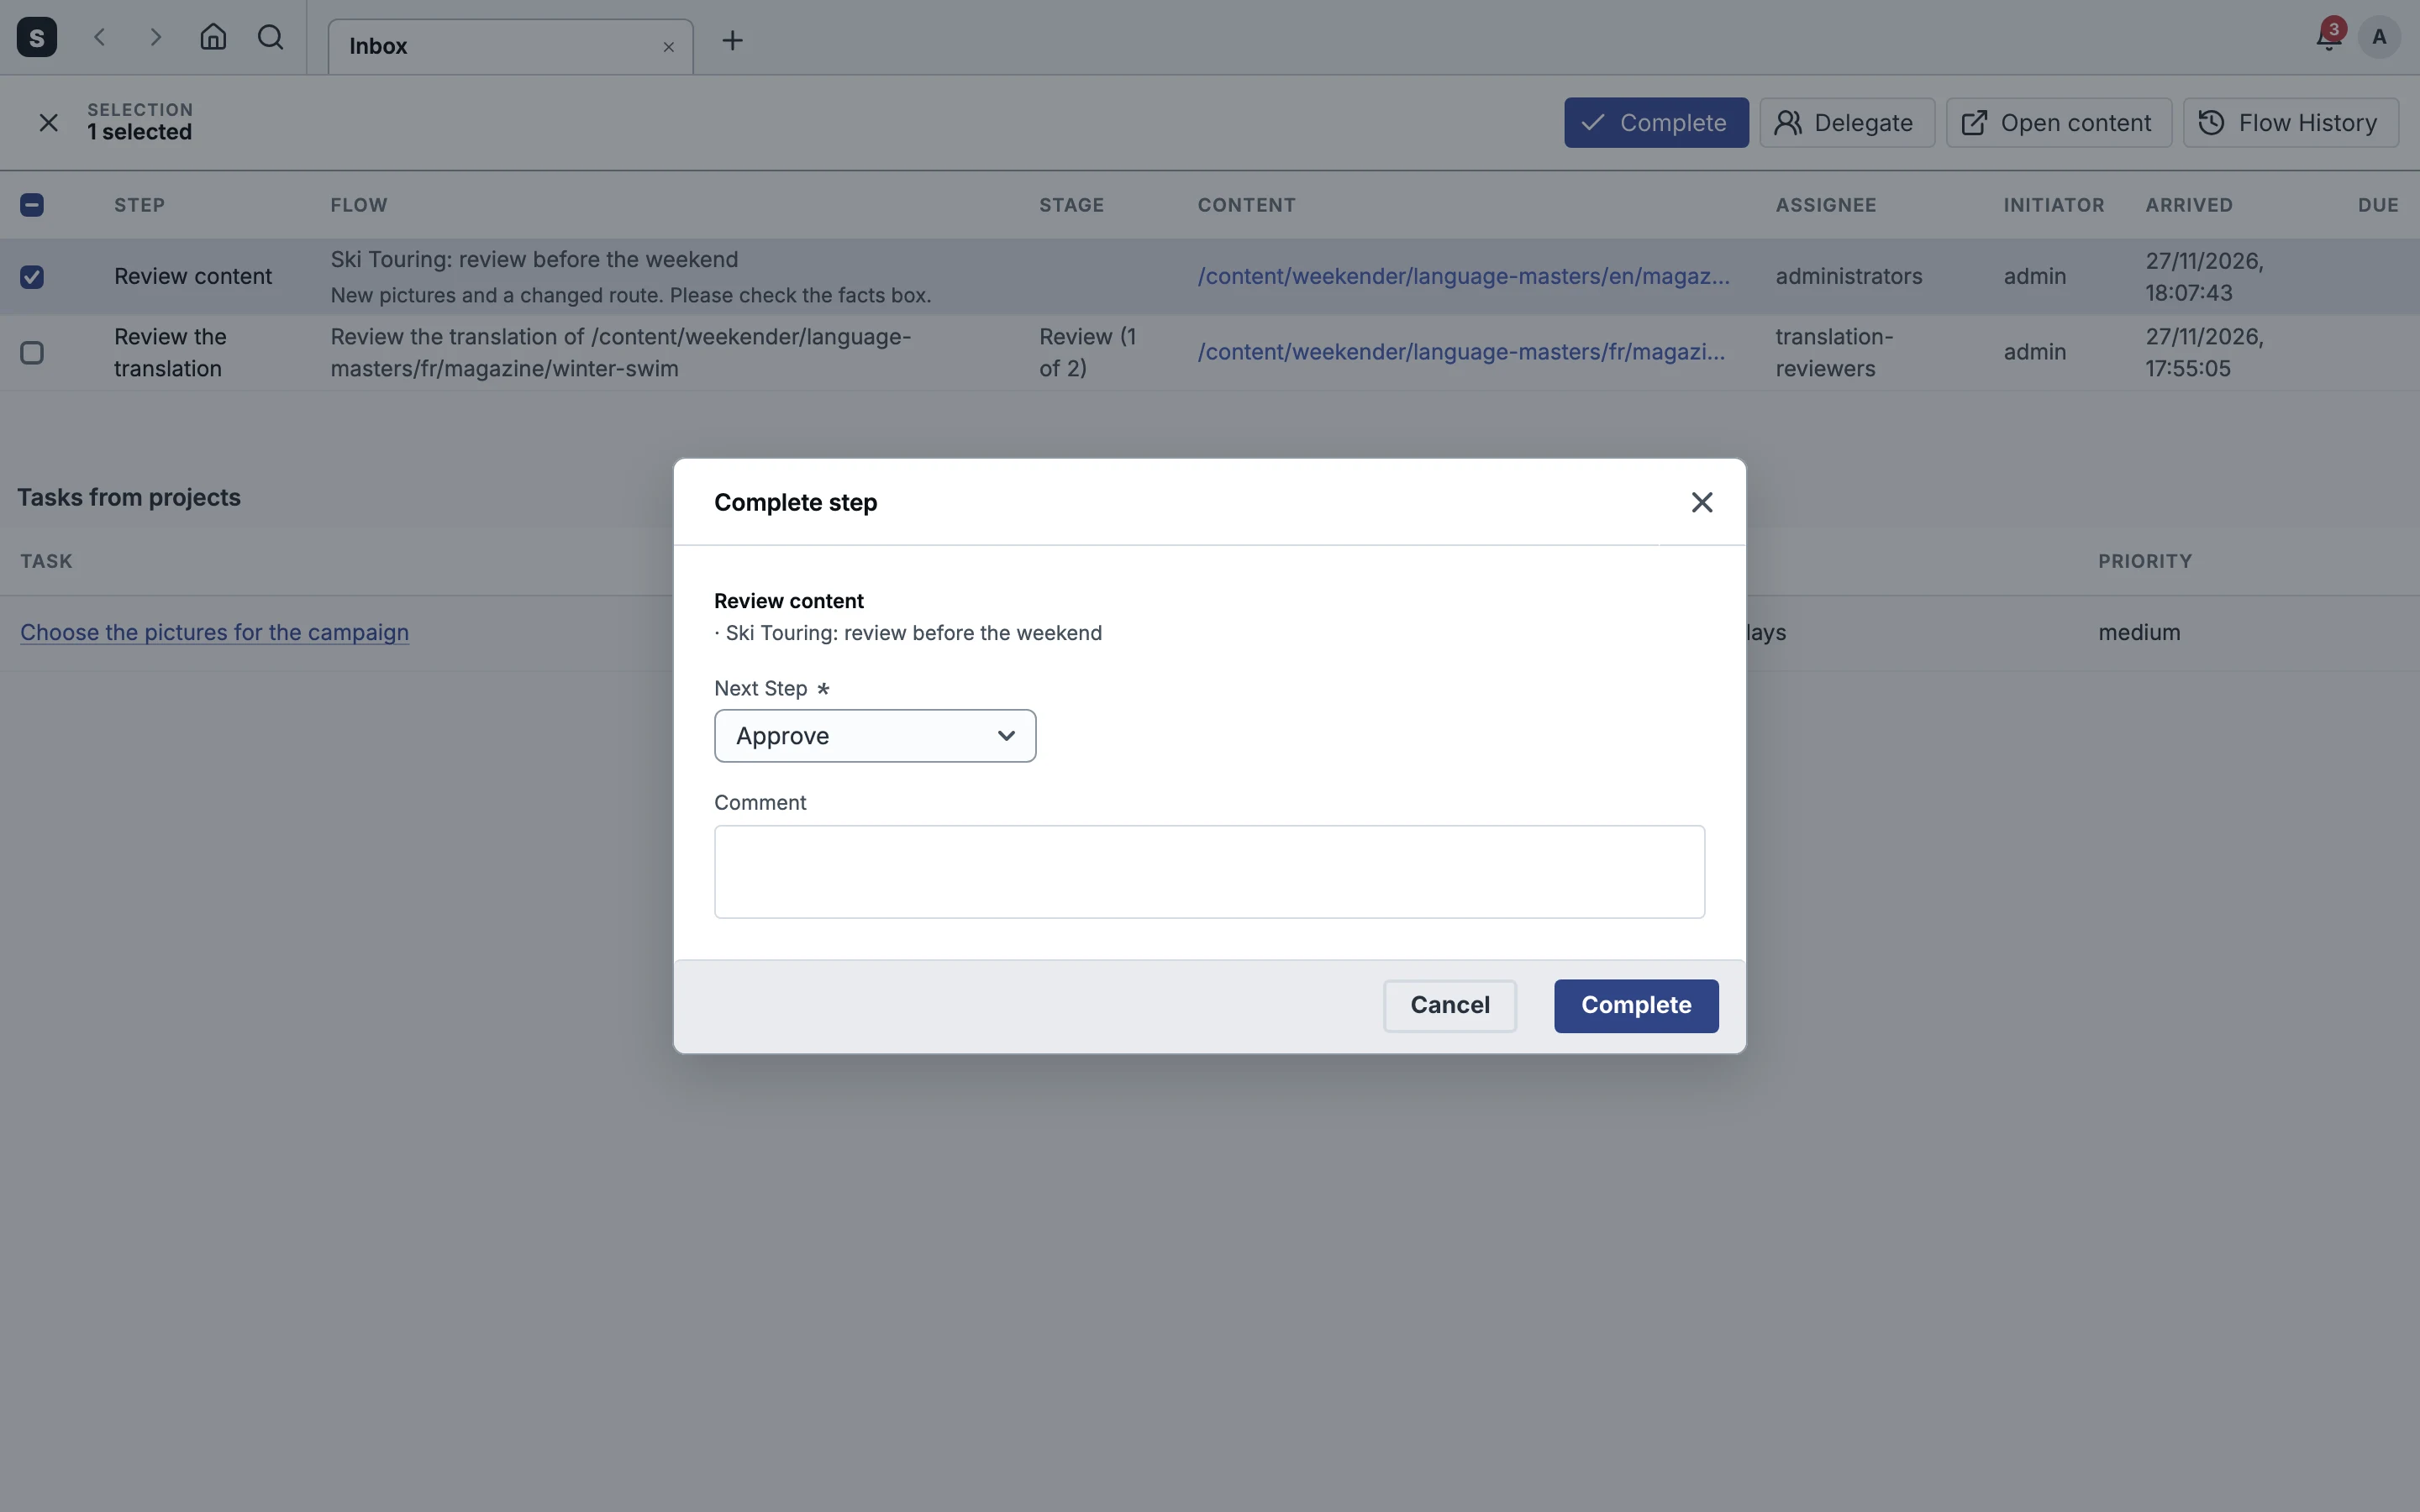 S
Inbox
3
A
SELECTION
1 selected
Complete
Delegate
Open content
Flow History
STEP
FLOW
STAGE
CONTENT
ASSIGNEE
INITIATOR
ARRIVED
DUE
Review content
Ski Touring: review before the weekend
New pictures and a changed route. Please check the facts box.
/content/weekender/language-masters/en/magaz...
administrators
admin
27/11/2026,
18:07:43
Review the
translation
Review the translation of /content/weekender/language-
masters/fr/magazine/winter-swim
Review (1
of 2)
/content/weekender/language-masters/fr/magazi...
translation-
reviewers
admin
27/11/2026,
17:55:05
Tasks from projects
TASK
PRIORITY
Choose the pictures for the campaign
lays
medium
Complete step
Review content
· Ski Touring: review before the weekend
Next Step *
Approve
Comment
Cancel
Complete